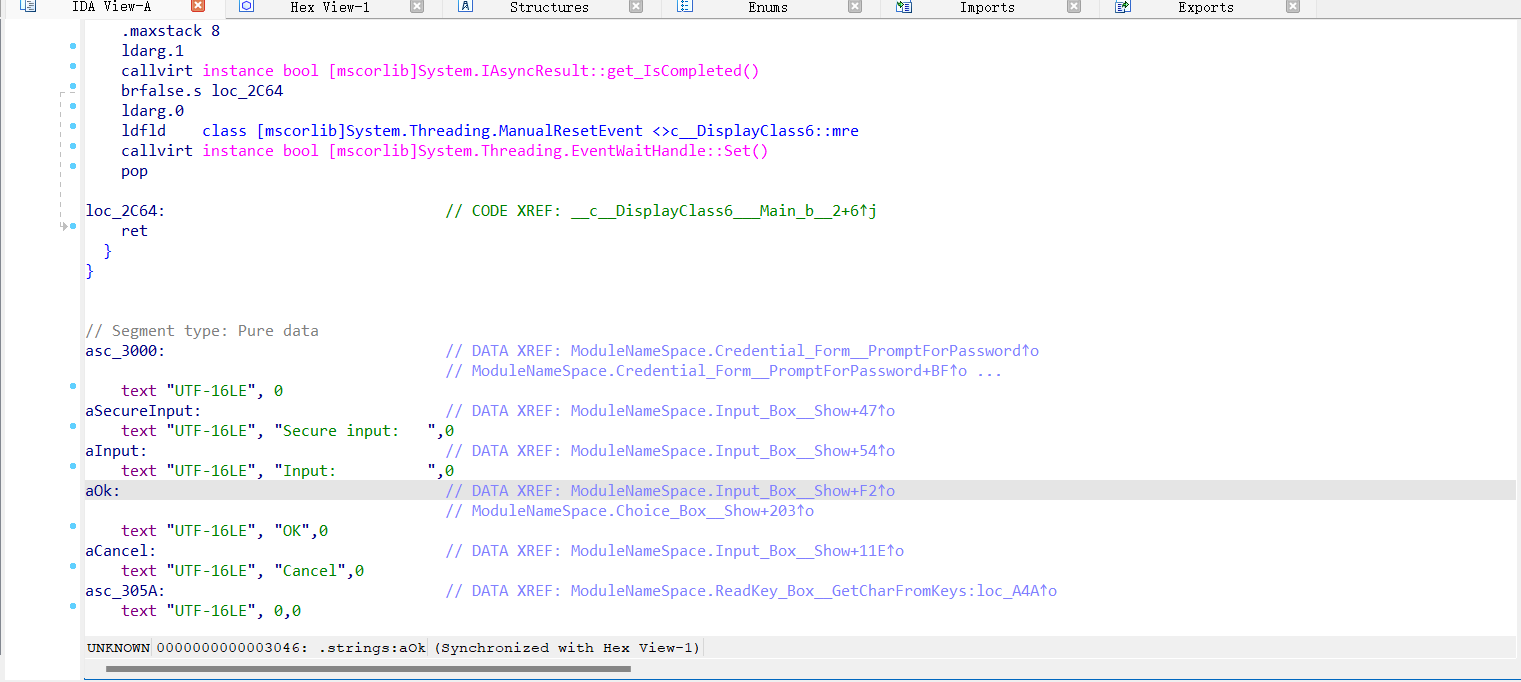 IDA View-A Hex View-1 Structures Enums Imports Exports
.maxstack 8
ldarg.1
callvirt instance bool [mscorlib]System.IAsyncResult::get_IsCompleted()
brfalse.s loc_2C64
ldarg.0
ldfld    class [mscorlib]System.Threading.ManualResetEvent <>c__DisplayClass6::mre
callvirt instance bool [mscorlib]System.Threading.EventWaitHandle::Set()
pop
loc_2C64:                               // CODE XREF: __c__DisplayClass6___Main_b__2+6↑j
ret
}
}
// Segment type: Pure data
asc_3000:                               // DATA XREF: ModuleNameSpace.Credential_Form__PromptForPassword↑o
// ModuleNameSpace.Credential_Form__PromptForPassword+BF↑o ...
text "UTF-16LE", 0
aSecureInput:                           // DATA XREF: ModuleNameSpace.Input_Box__Show+47↑o
text "UTF-16LE", "Secure input:   ",0
aInput:                                 // DATA XREF: ModuleNameSpace.Input_Box__Show+54↑o
text "UTF-16LE", "Input:          ",0
aOk:                                    // DATA XREF: ModuleNameSpace.Input_Box__Show+F2↑o
// ModuleNameSpace.Choice_Box__Show+203↑o
text "UTF-16LE", "OK",0
aCancel:                                // DATA XREF: ModuleNameSpace.Input_Box__Show+11E↑o
text "UTF-16LE", "Cancel",0
asc_305A:                               // DATA XREF: ModuleNameSpace.ReadKey_Box__GetCharFromKeys:loc_A4A↑o
text "UTF-16LE", 0,0
UNKNOWN 0000000000003046: .strings:aOk (Synchronized with Hex View-1)